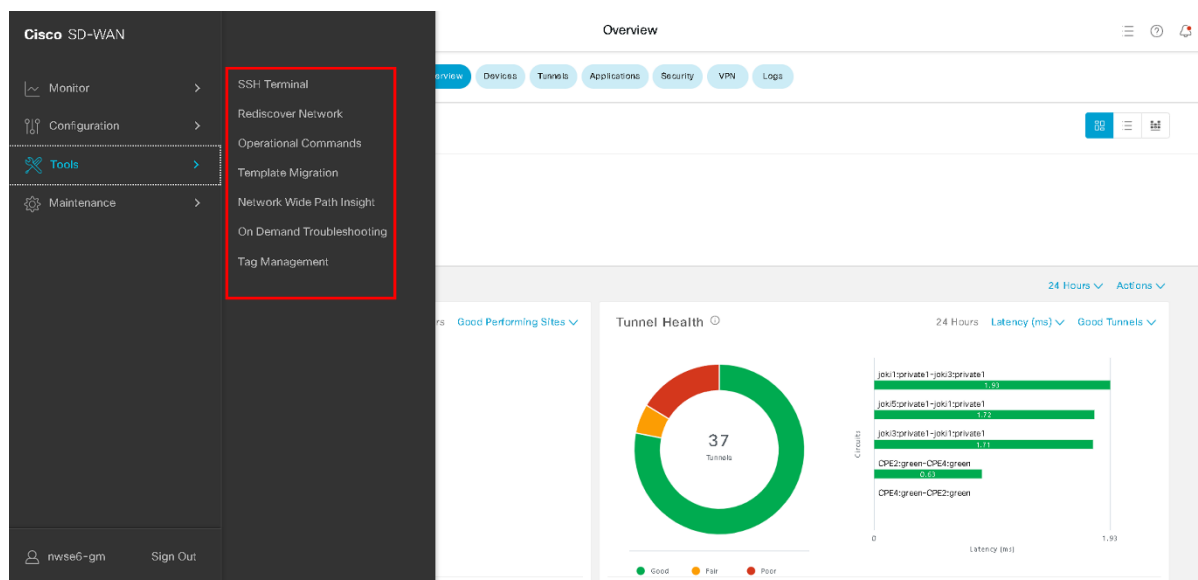 Cisco SD-WAN
Monitor
Configuration
Tools
Maintenance
nwse6-gm Sign Out
SSH Terminal
Rediscover Network
Operational Commands
Template Migration
Network Wide Path Insight
On Demand Troubleshooting
Tag Management
Overview
erview Devices Tunnels Applications Security VPN Logs
24 Hours Actions
rs Good Performing Sites
Tunnel Health 24 Hours Latency (ms) Good Tunnels
37
Tunnels
Good Fair Poor
Circuits
joki1:private1-joki3:private1
1.93
joki5:private1-joki1:private1
1.72
joki3:private1-joki1:private1
1.71
CPE2:green-CPE4:green
0.63
CPE4:green-CPE2:green
0 1.93
Latency (ms)